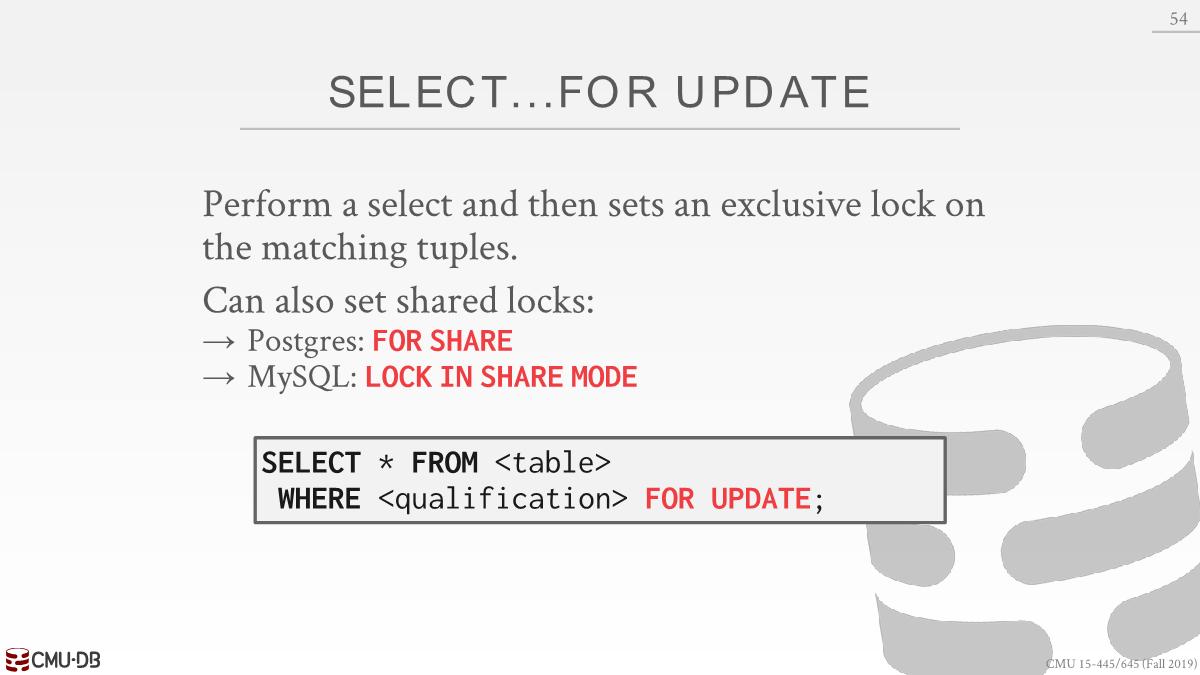 54
SELECT...FOR UPDATE
Perform a select and then sets an exclusive lock on
the matching tuples.
Can also set shared locks:
→ Postgres: FOR SHARE
→ MySQL: LOCK IN SHARE MODE
SELECT * FROM <table>
WHERE <qualification> FOR UPDATE;
CMU·DB
CMU 15-445/645 (Fall 2019)